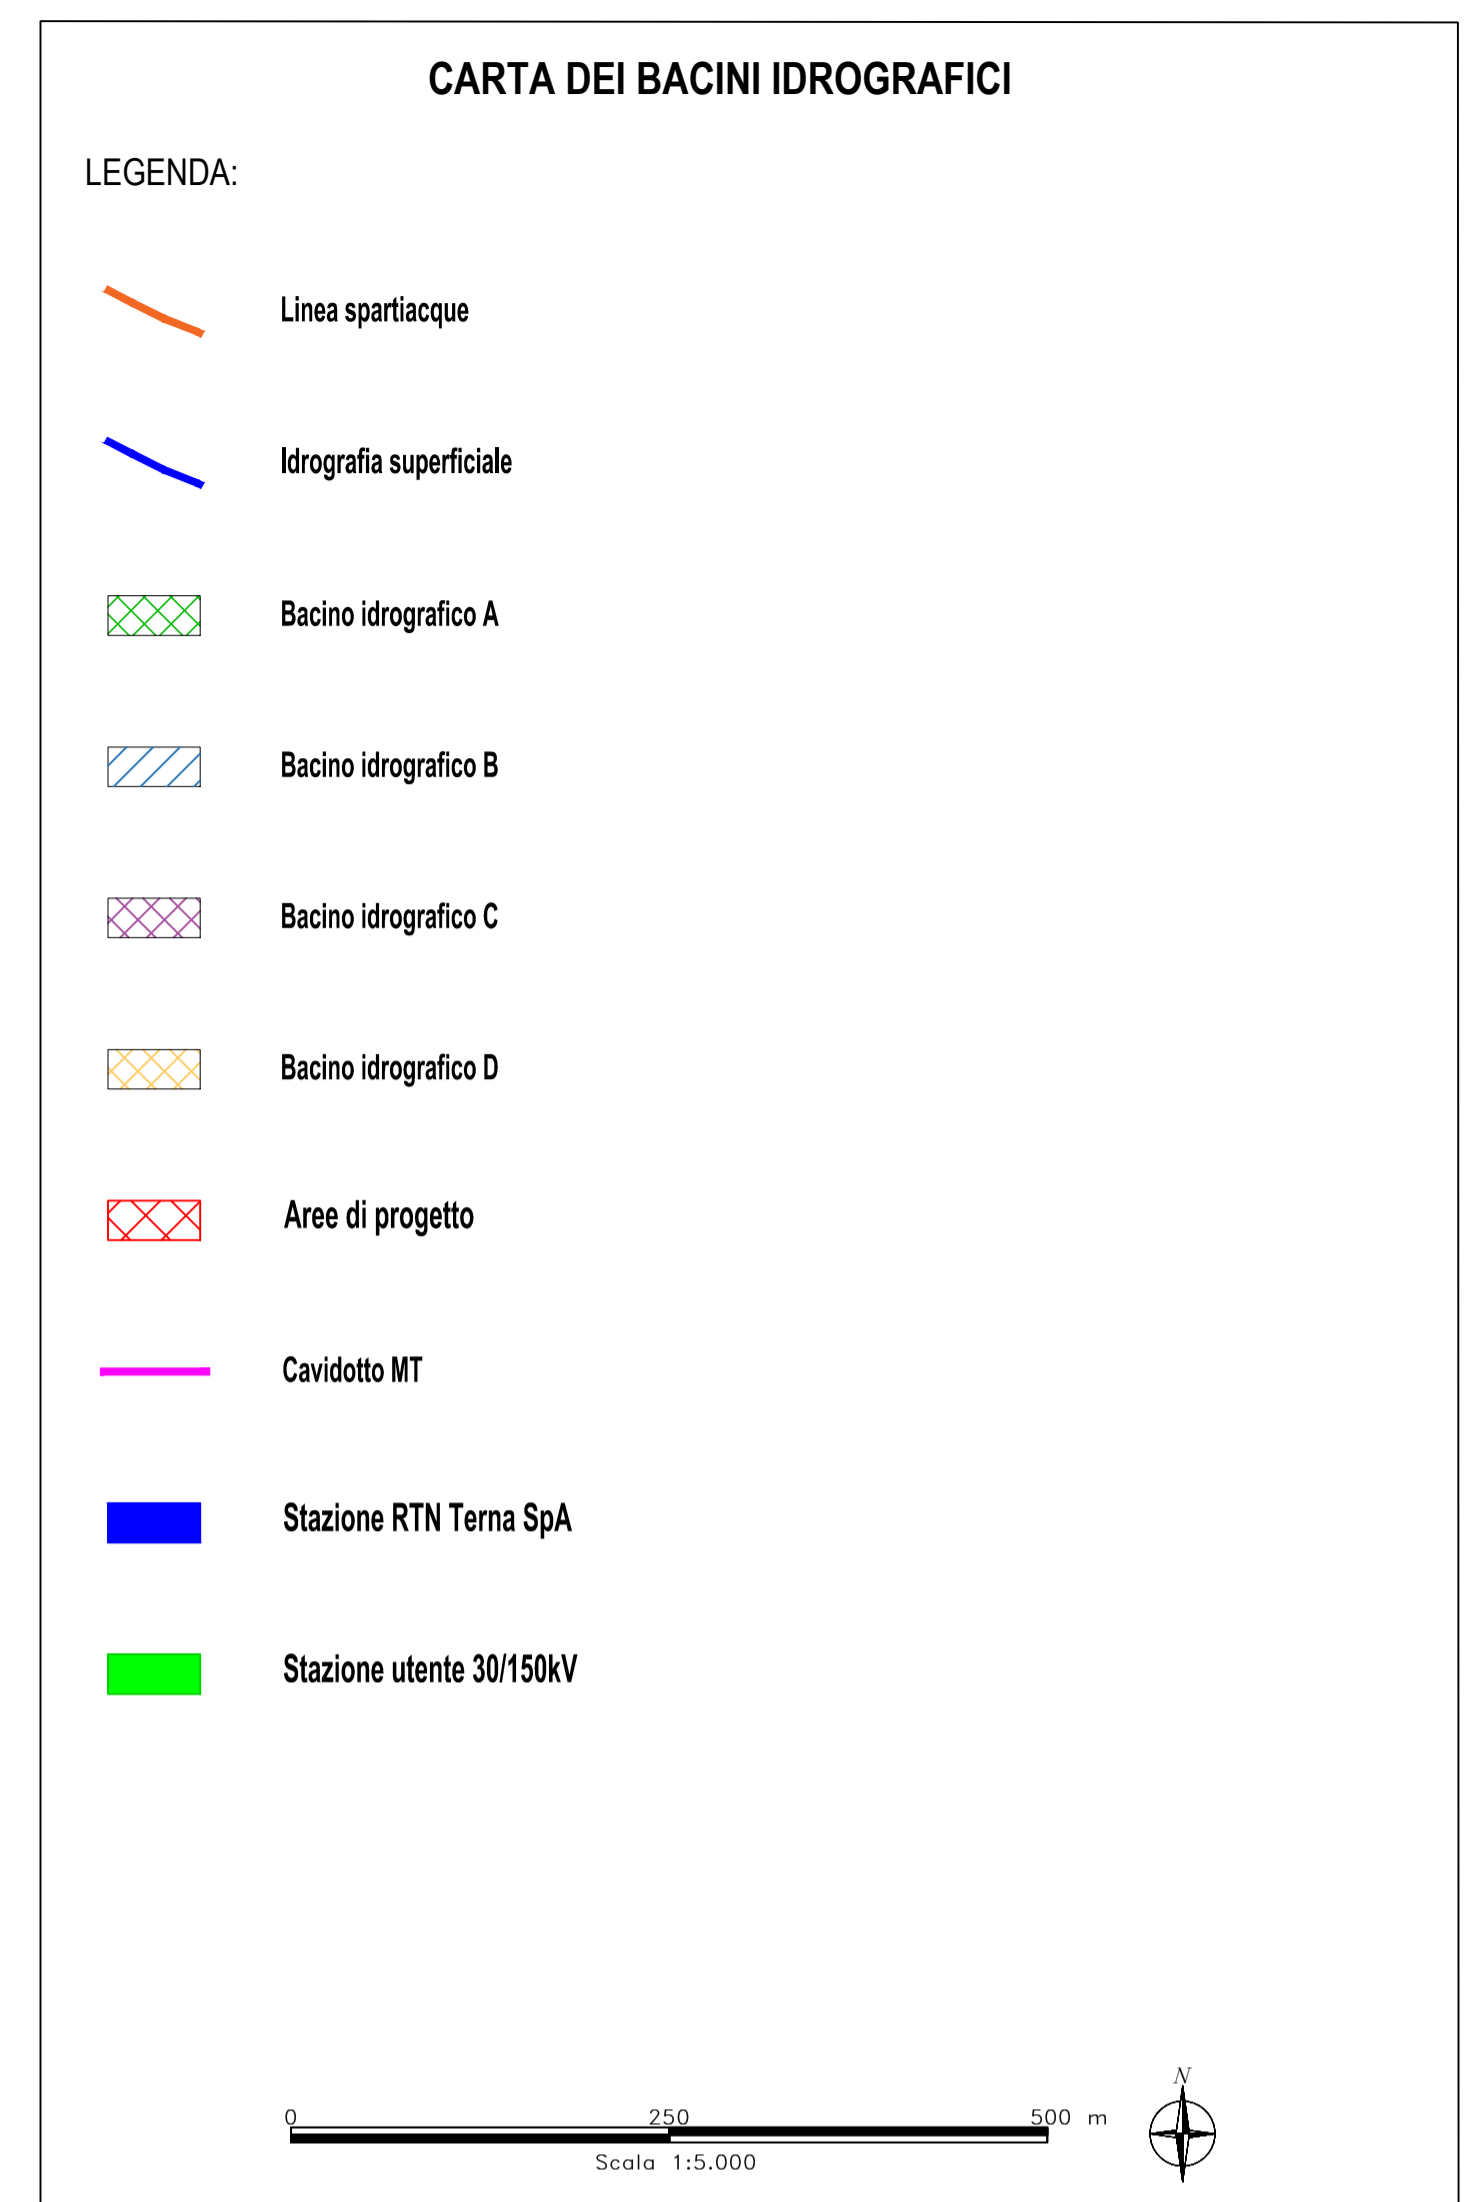 CARTA DEI BACINI IDROGRAFICI
LEGENDA:
Linea spartiacque
Idrografia superficiale
Bacino idrografico A
Bacino idrografico B
Bacino idrografico C
Bacino idrografico D
Aree di progetto
Cavidotto MT
Stazione RTN Terna SpA
Stazione utente 30/150kV
N
0 250 500 m
Scala 1:5.000